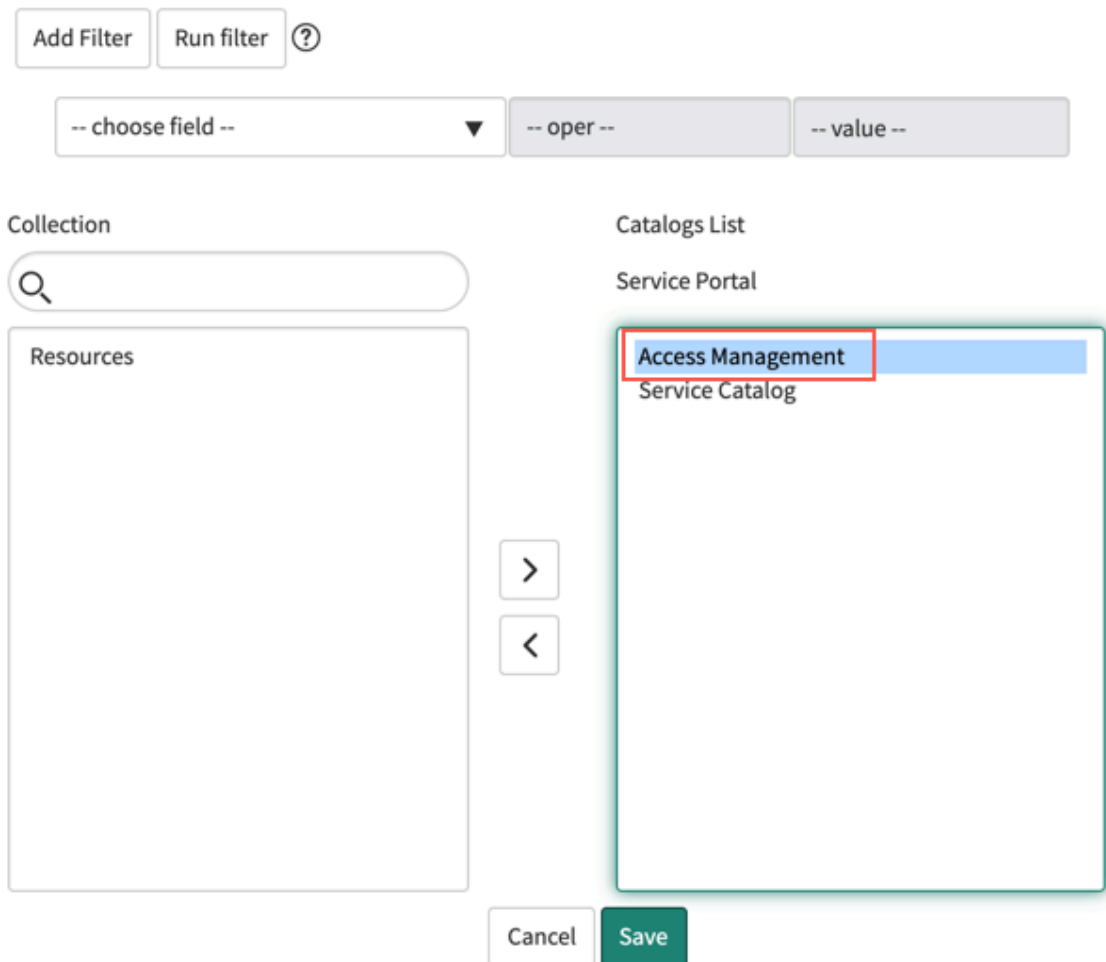 Add Filter Run filter ?
-- choose field -- -- oper -- -- value --
Collection
Catalogs List
Service Portal
Resources
Access Management
Service Catalog
Cancel Save